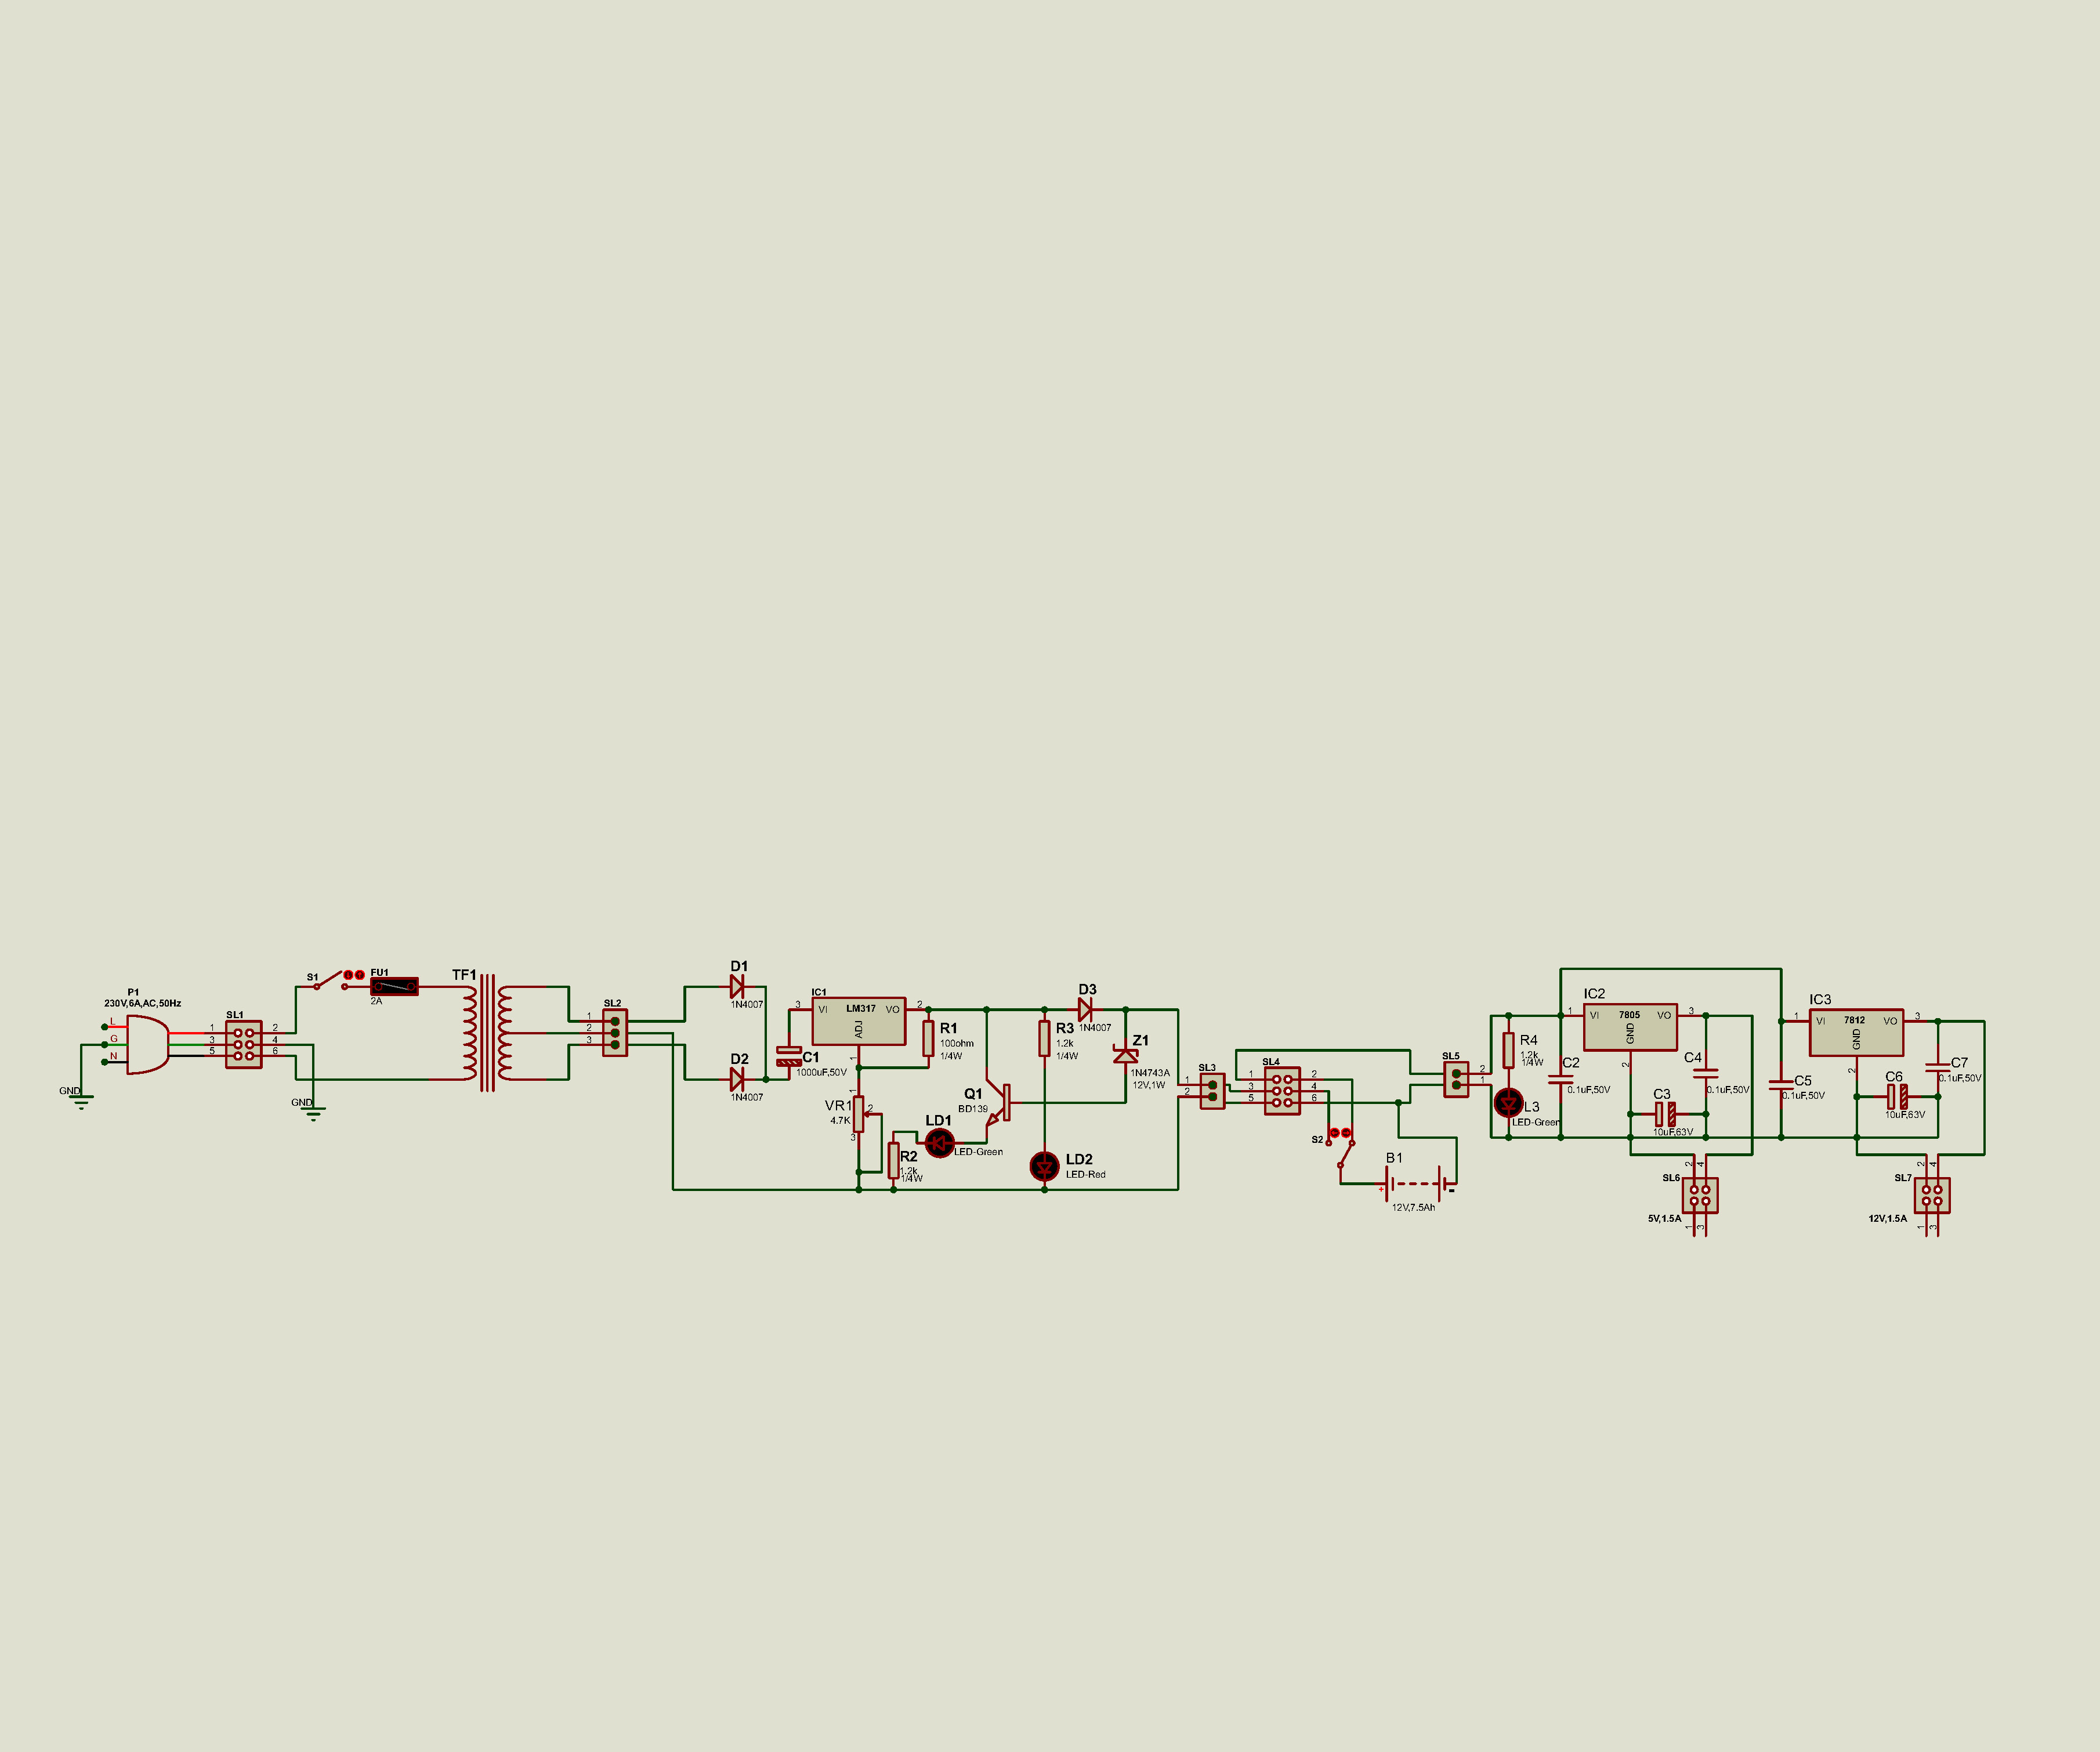 P1
230V,6A,AC,50Hz
L
G
N
GND
SL1
1
3
5
2
4
6
GND
S1
FU1
2A
TF1
SL2
1
2
3
D1
1N4007
D2
1N4007
C1
1000uF,50V
IC1
3
VI
LM317
VO
2
ADJ
1
R1
100ohm
1/4W
VR1
4.7K
1
2
3
R2
1.2k
1/4W
LD1
LED-Green
Q1
BD139
R3
1.2k
1/4W
LD2
LED-Red
D3
1N4007
Z1
1N4743A
12V,1W
SL3
1
2
SL4
1
3
5
2
4
6
S2
B1
+
-
12V,7.5Ah
SL5
2
1
R4
1.2k
1/4W
L3
LED-Green
C2
0.1uF,50V
IC2
1
VI
7805
VO
3
GND
2
C3
10uF,63V
C4
0.1uF,50V
SL6
2
4
5V,1.5A
1
3
C5
0.1uF,50V
IC3
1
VI
7812
VO
3
GND
2
C6
10uF,63V
C7
0.1uF,50V
SL7
2
4
12V,1.5A
1
3